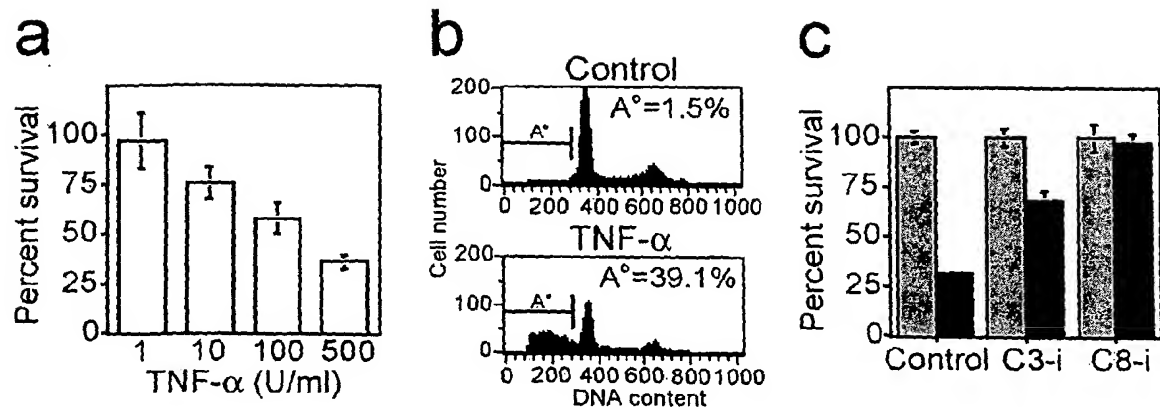 a
Percent survival
100
75
50
25
0
1 10 100 500
TNF-α (U/ml)
b
Control
200
100
0
A°=1.5%
A°
0 200 400 600 800 1000
Cell number
TNF-α
200
100
0
A°=39.1%
A°
0 200 400 600 800 1000
DNA content
c
Percent survival
100
75
50
25
0
Control C3-i C8-i